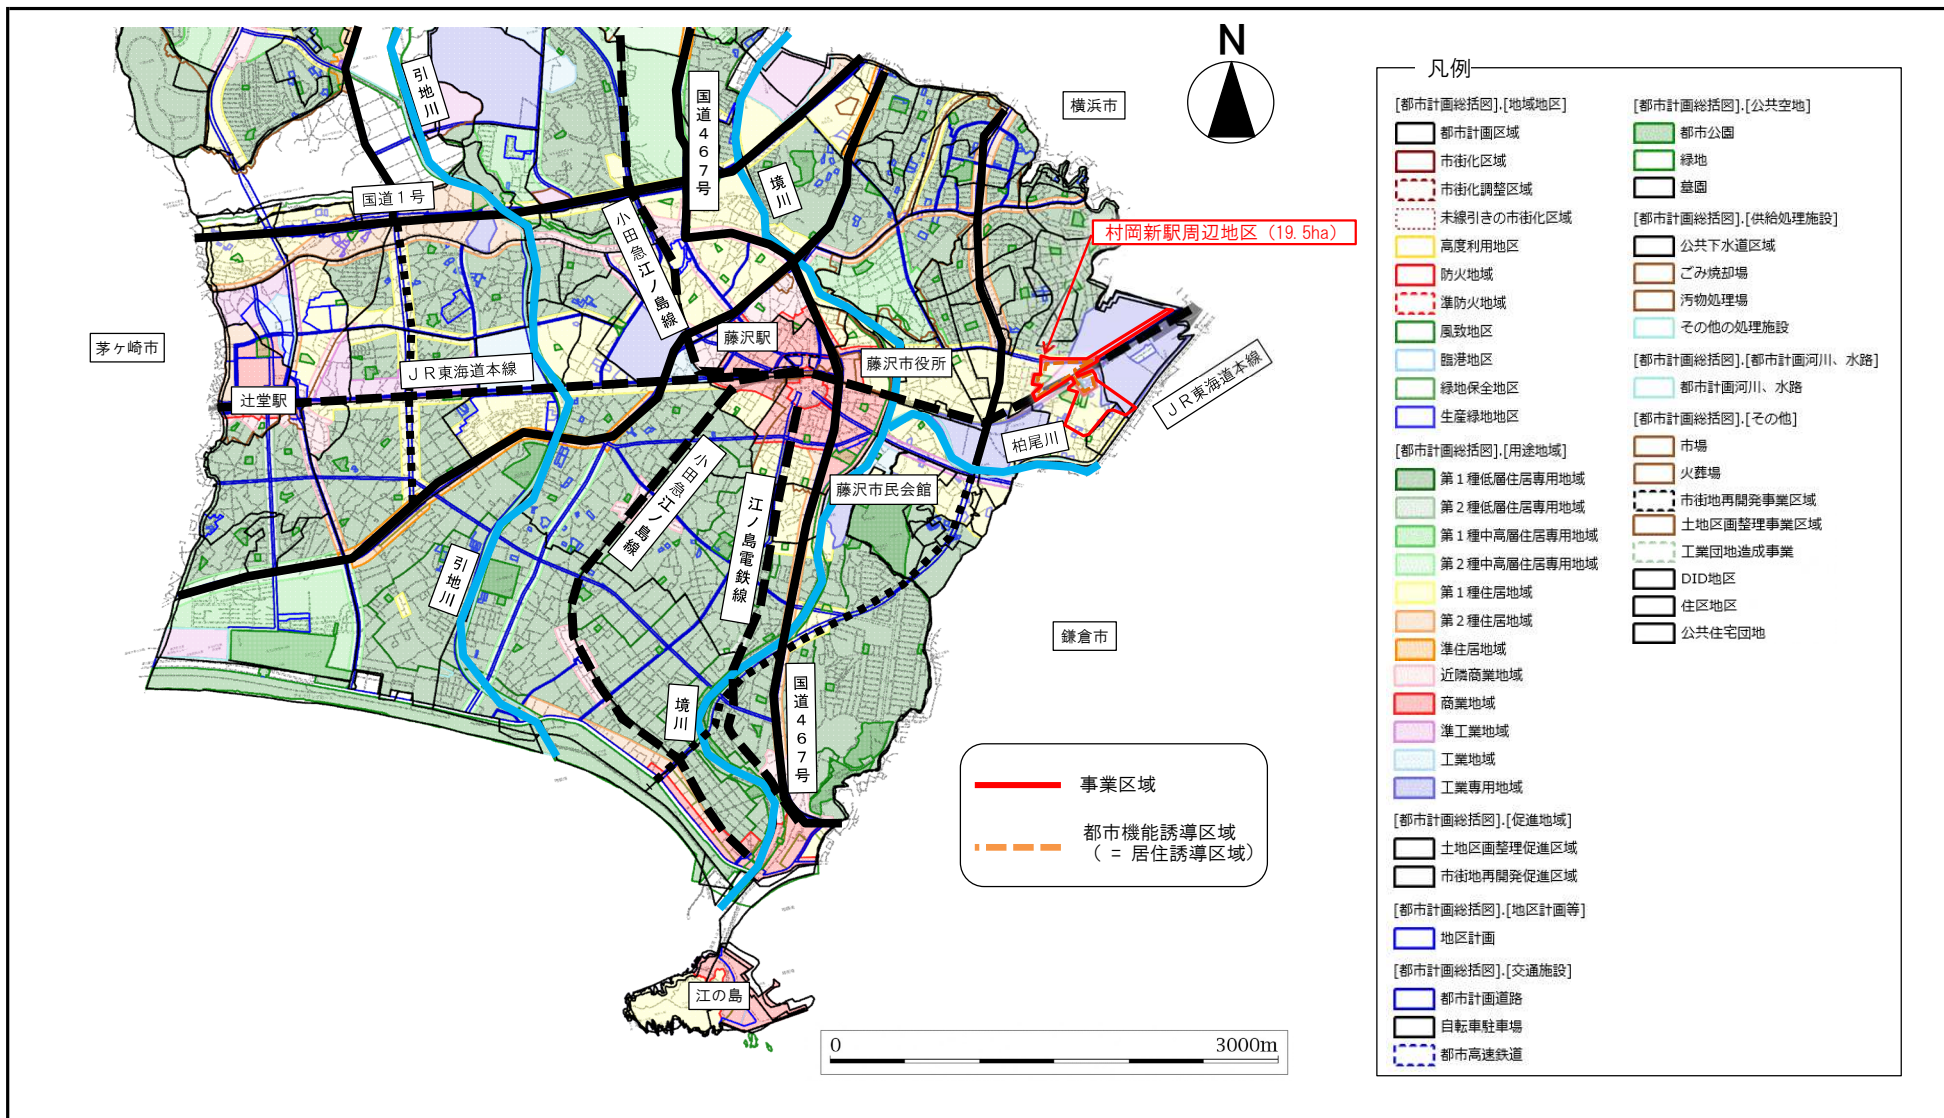 N
横浜市
引地川
国道467号
境川
国道1号
小田急江ノ島線
村岡新駅周辺地区（19.5ha）
茅ヶ崎市
藤沢駅
藤沢市役所
JR東海道本線
辻堂駅
JR東海道本線
柏尾川
小田急江ノ島線
江ノ島電鉄線
藤沢市民会館
引地川
鎌倉市
境川
国道467号
江の島
事業区域
都市機能誘導区域
（ = 居住誘導区域）
0 3000m
凡例
[都市計画総括図].[地域地区]
都市計画区域
市街化区域
市街化調整区域
未線引きの市街化区域
高度利用地区
防火地域
準防火地域
風致地区
臨港地区
緑地保全地区
生産緑地地区
[都市計画総括図].[用途地域]
第1種低層住居専用地域
第2種低層住居専用地域
第1種中高層住居専用地域
第2種中高層住居専用地域
第1種住居地域
第2種住居地域
準住居地域
近隣商業地域
商業地域
準工業地域
工業地域
工業専用地域
[都市計画総括図].[促進地域]
土地区画整理促進区域
市街地再開発促進区域
[都市計画総括図].[地区計画等]
地区計画
[都市計画総括図].[交通施設]
都市計画道路
自転車駐車場
都市高速鉄道
[都市計画総括図].[公共空地]
都市公園
緑地
墓園
[都市計画総括図].[供給処理施設]
公共下水道区域
ごみ焼却場
汚物処理場
その他の処理施設
[都市計画総括図].[都市計画河川、水路]
都市計画河川、水路
[都市計画総括図].[その他]
市場
火葬場
市街地再開発事業区域
土地区画整理事業区域
工業団地造成事業
DID地区
住区地区
公共住宅団地